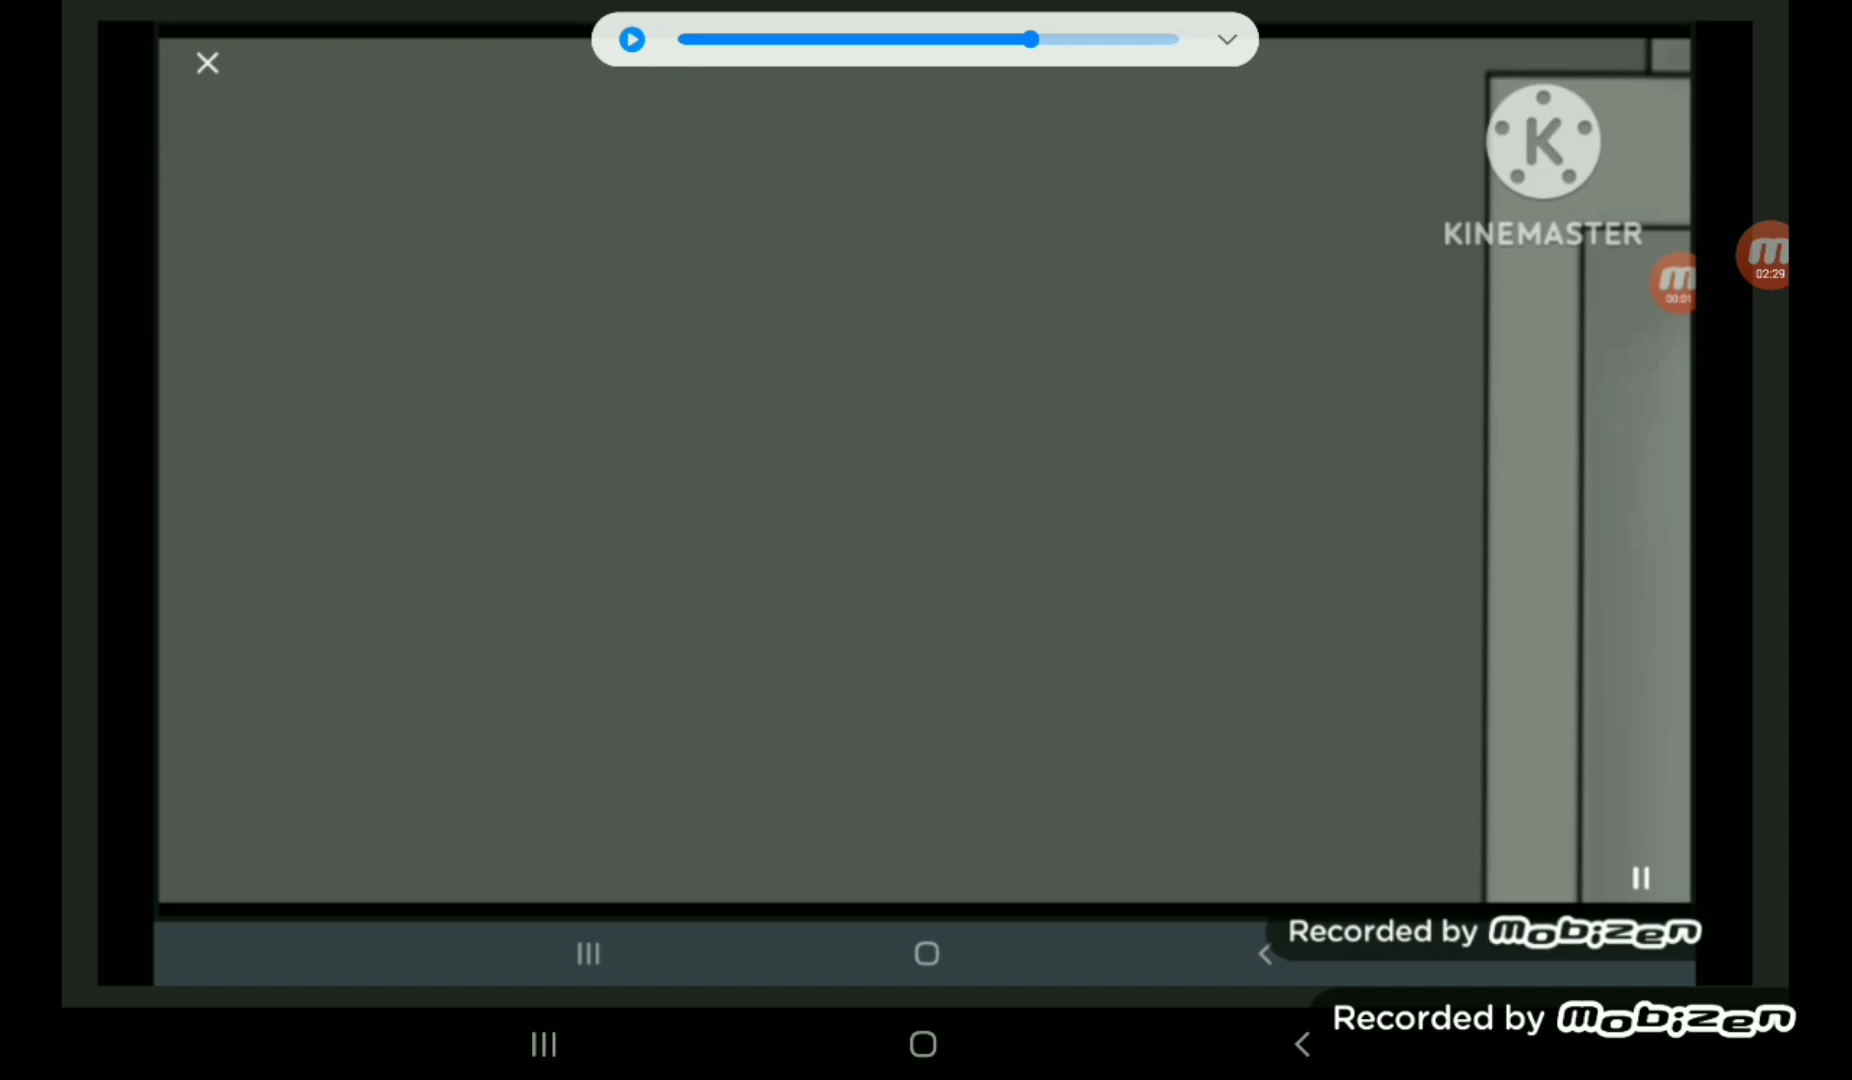 K
KINEMASTER
m
02:29
m
00:01
Recorded by mobizen
Recorded by mobizen